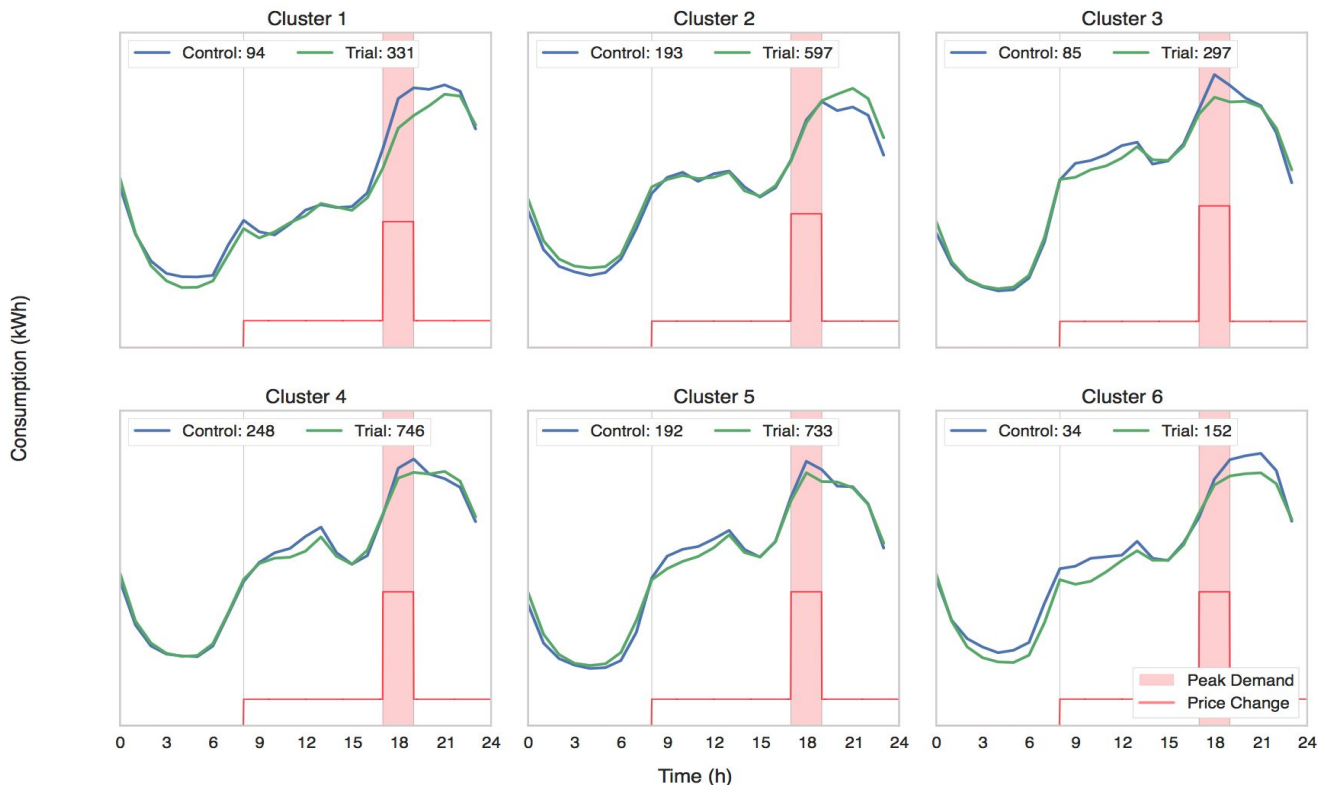 Cluster 1
Control: 94 Trial: 331
Cluster 2
Control: 193 Trial: 597
Cluster 3
Control: 85 Trial: 297
Consumption (kWh)
Cluster 4
Control: 248 Trial: 746
Cluster 5
Control: 192 Trial: 733
Cluster 6
Control: 34 Trial: 152
Peak Demand
Price Change
0 3 6 9 12 15 18 21 24
0 3 6 9 12 15 18 21 24
0 3 6 9 12 15 18 21 24
Time (h)